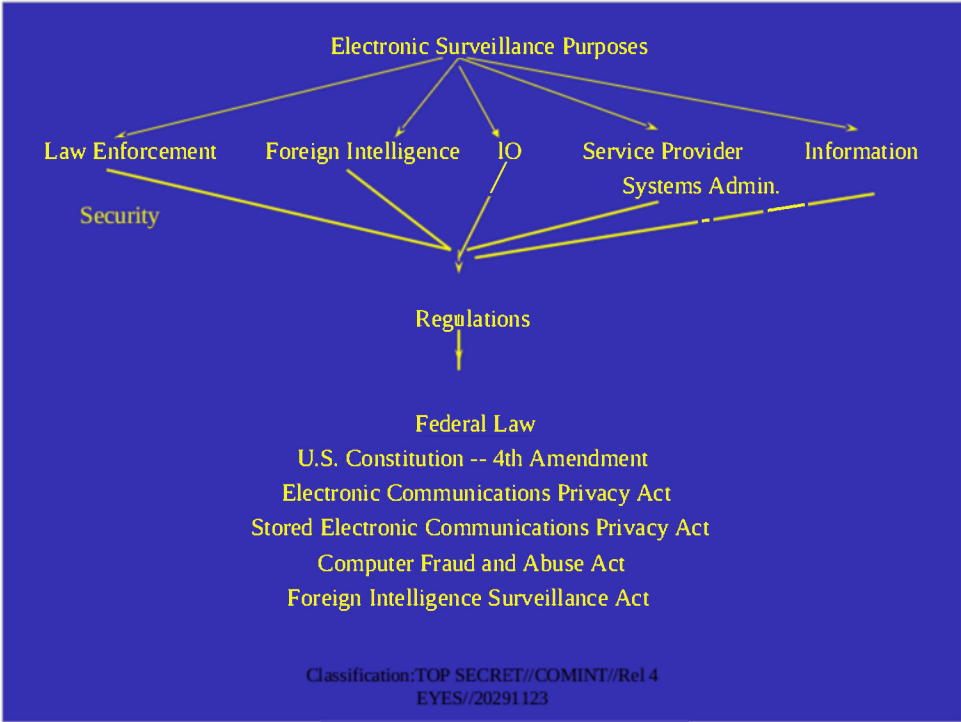 Electronic Surveillance Purposes
Law Enforcement Foreign Intelligence IO Service Provider Information
Systems Admin.
Security
Regulations
Federal Law
U.S. Constitution -- 4th Amendment
Electronic Communications Privacy Act
Stored Electronic Communications Privacy Act
Computer Fraud and Abuse Act
Foreign Intelligence Surveillance Act
Classification:TOP SECRET//COMINT//Rel 4
EYES//20291123